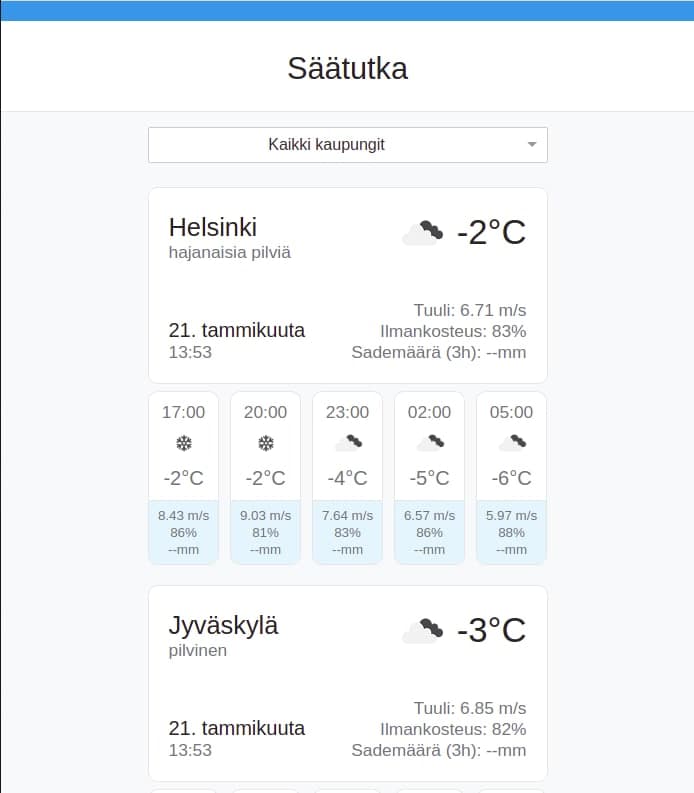 Säätutka
Kaikki kaupungit
Helsinki
hajanaisia pilviä
-2°C
21. tammikuuta
13:53
Tuuli: 6.71 m/s
Ilmankosteus: 83%
Sademäärä (3h): --mm
17:00 20:00 23:00 02:00 05:00
-2°C -2°C -4°C -5°C -6°C
8.43 m/s 9.03 m/s 7.64 m/s 6.57 m/s 5.97 m/s
86% 81% 83% 86% 88%
--mm --mm --mm --mm --mm
Jyväskylä
pilvinen
-3°C
21. tammikuuta
13:53
Tuuli: 6.85 m/s
Ilmankosteus: 82%
Sademäärä (3h): --mm